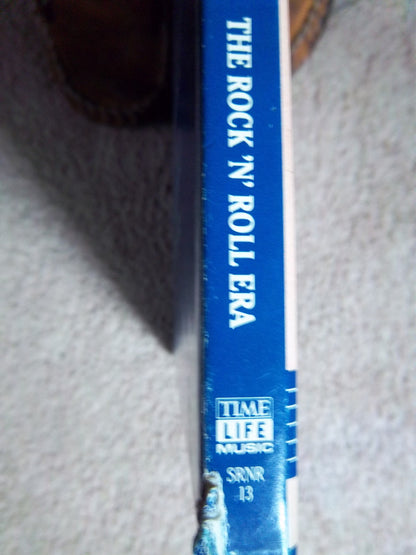 THE ROCK 'N' ROLL ERA
TIME
LIFE
MUSIC
SRNR
13